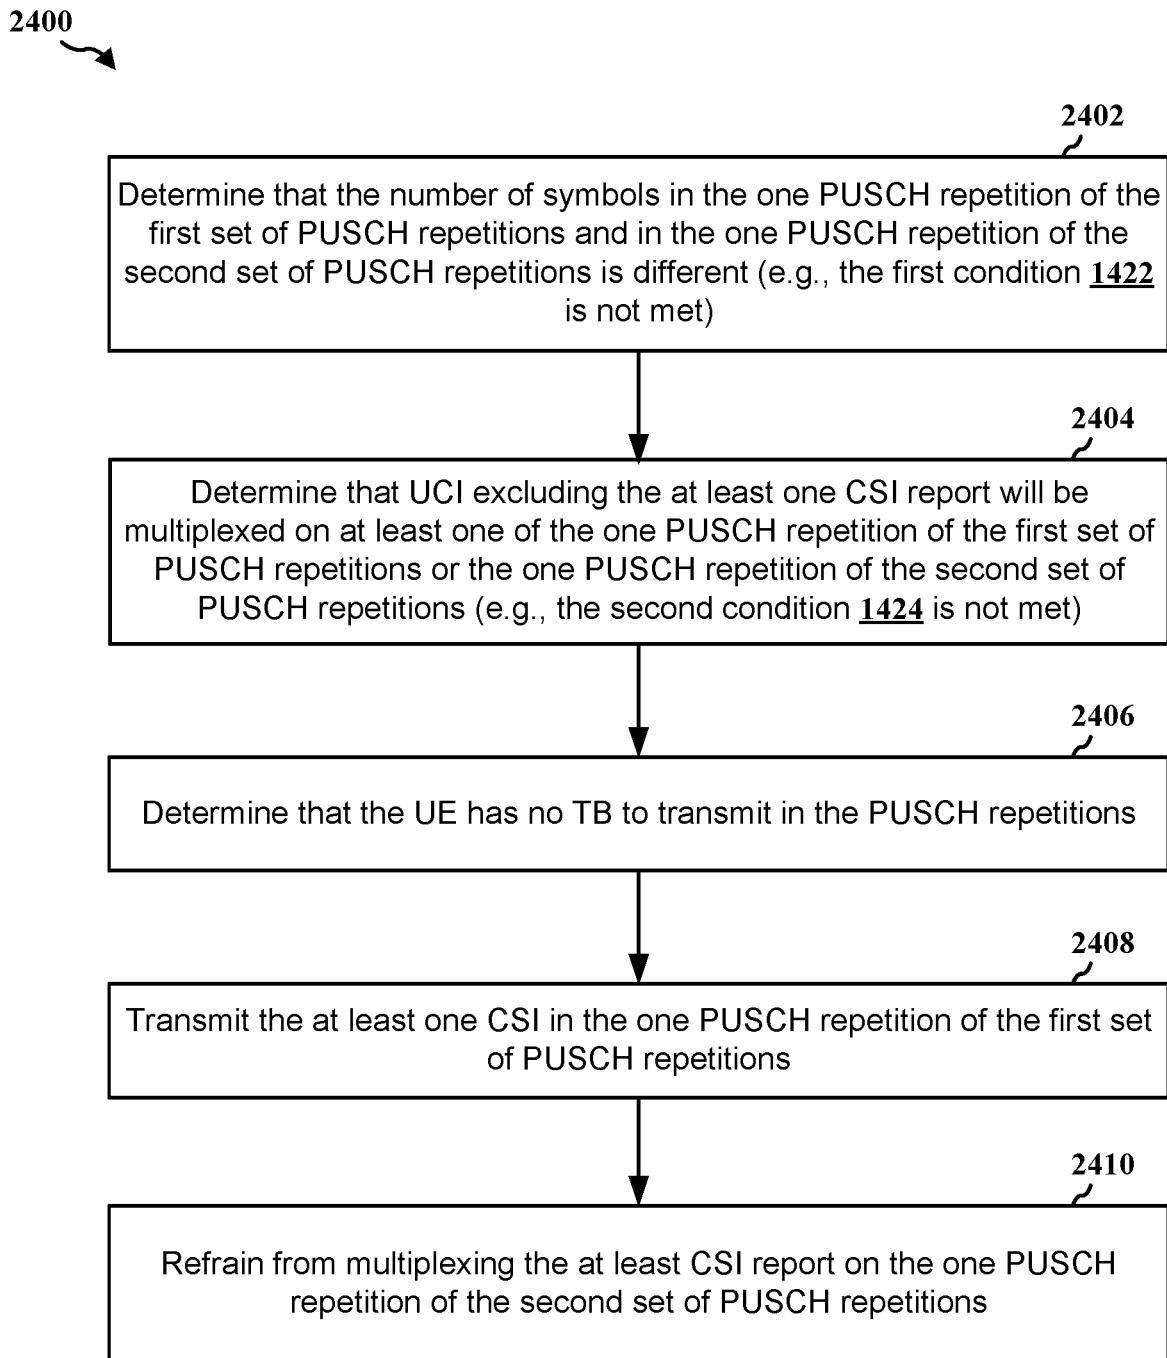 2400
2402
Determine that the number of symbols in the one PUSCH repetition of the
first set of PUSCH repetitions and in the one PUSCH repetition of the
second set of PUSCH repetitions is different (e.g., the first condition 1422
is not met)
2404
Determine that UCI excluding the at least one CSI report will be
multiplexed on at least one of the one PUSCH repetition of the first set of
PUSCH repetitions or the one PUSCH repetition of the second set of
PUSCH repetitions (e.g., the second condition 1424 is not met)
2406
Determine that the UE has no TB to transmit in the PUSCH repetitions
2408
Transmit the at least one CSI in the one PUSCH repetition of the first set
of PUSCH repetitions
2410
Refrain from multiplexing the at least CSI report on the one PUSCH
repetition of the second set of PUSCH repetitions